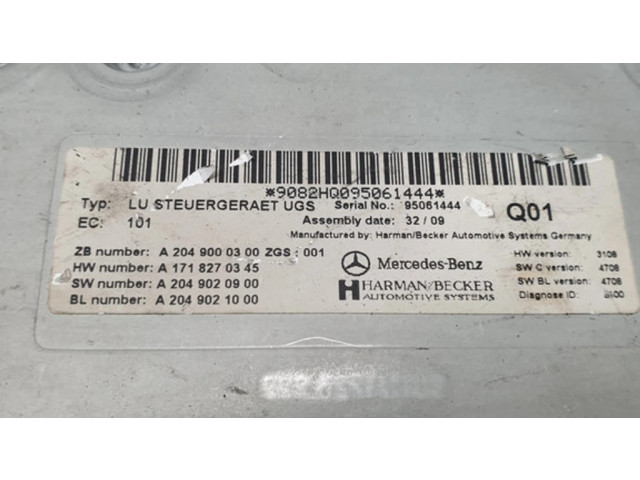 *9082HQ095061444*
Typ: LU STEUERGERAET UGS Serial No.: 95061444 Q01
EC: 101 Assembly date: 32 / 09
Manufactured by: Harman/Becker Automotive Systems Germany
ZB number: A 204 900 03 00 ZGS : 001
HW number: A 171 827 03 45
SW number: A 204 902 09 00
BL number: A 204 902 10 00
Mercedes-Benz
HARMAN/BECKER
AUTOMOTIVE SYSTEMS
HW version: 3108
SW C version: 4708
SW BL version: 4708
Diagnose ID: